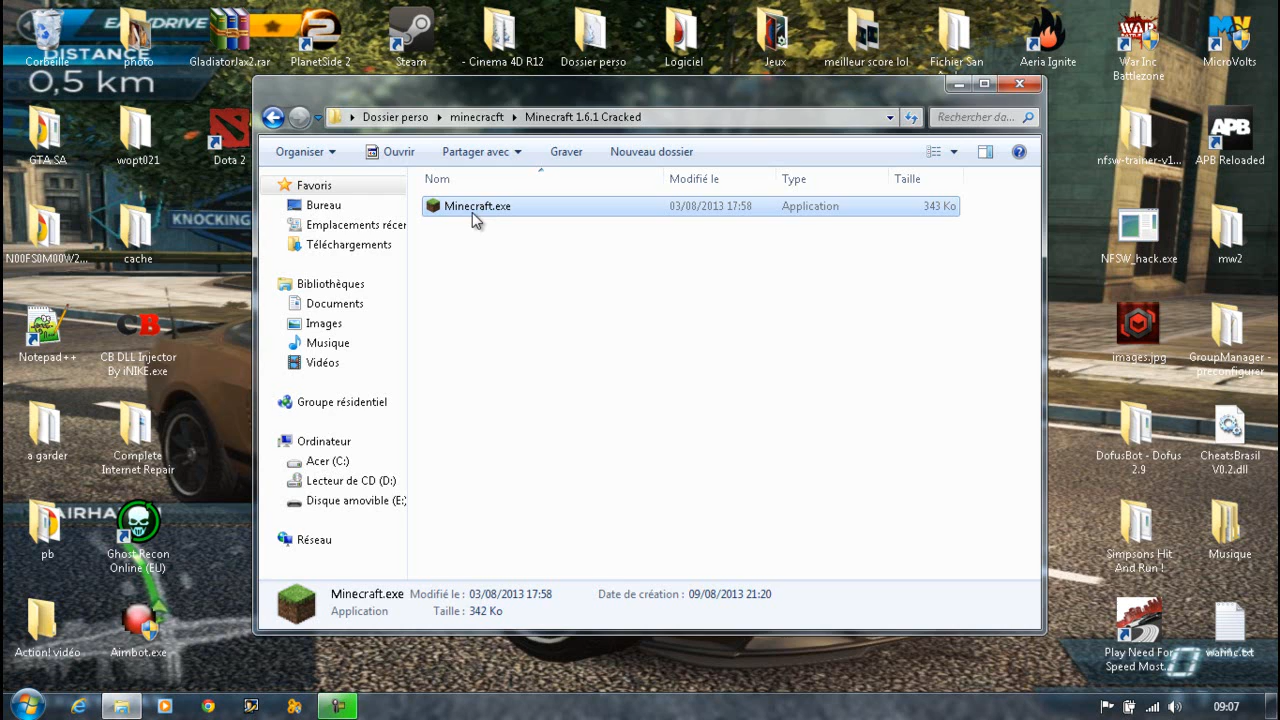 EASYDRIVE
DISTANCE
0,5 km
Corbeille
photo
GladiatorJax2.rar
PlanetSide 2
Steam
- Cinema 4D R12
Dossier perso
Logiciel
Jeux
meilleur score lol
Fichier San
Aeria Ignite
War Inc
Battlezone
MicroVolts
GTA SA
wopt021
Dota 2
nfsw-trainer-v1...
APB
APB Reloaded
KNOCKING
N00FS0M00W2...
cache
NFSW_hack.exe
mw2
Notepad++
CB
CB DLL Injector
By iNIKE.exe
images.jpg
GroupManager -
preconfigurer
a garder
Complete
Internet Repair
DofusBot - Dofus
2.9
CheatsBrasil
V0.2.dll
pb
Ghost Recon
Online (EU)
Simpsons Hit
And Run !
Musique
Action! vidéo
Aimbot.exe
Play Need For
Speed Most...
Dossier perso
minecracft
Minecraft 1.6.1 Cracked
Rechercher da...
Organiser
Ouvrir
Partager avec
Graver
Nouveau dossier
Nom
Modifié le
Type
Taille
Minecraft.exe
03/08/2013 17:58
Application
343 Ko
Favoris
Bureau
Emplacements récer
Téléchargements
Bibliothèques
Documents
Images
Musique
Vidéos
Groupe résidentiel
Ordinateur
Acer (C:)
Lecteur de CD (D:)
Disque amovible (E:)
Réseau
Minecraft.exe
Modifié le : 03/08/2013 17:58
Date de création : 09/08/2013 21:20
Application
Taille : 342 Ko
09:07